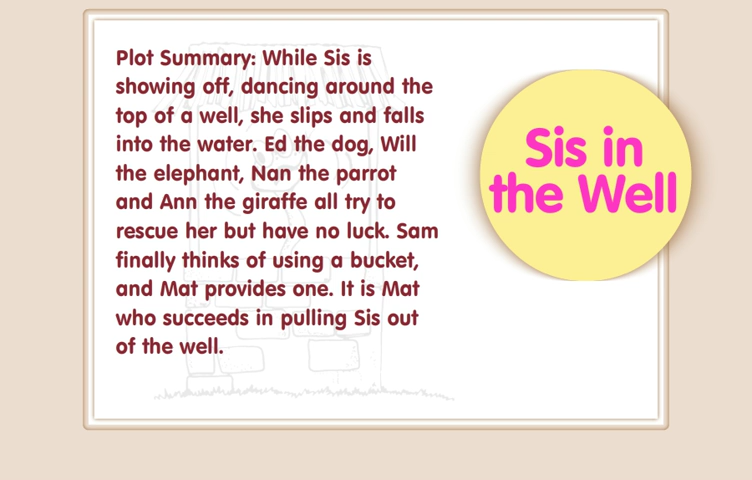 Plot Summary: While Sis is
showing off, dancing around the
top of a well, she slips and falls
into the water. Ed the dog, Will
the elephant, Nan the parrot
and Ann the giraffe all try to
rescue her but have no luck. Sam
finally thinks of using a bucket,
and Mat provides one. It is Mat
who succeeds in pulling Sis out
of the well.
Sis in
the Well